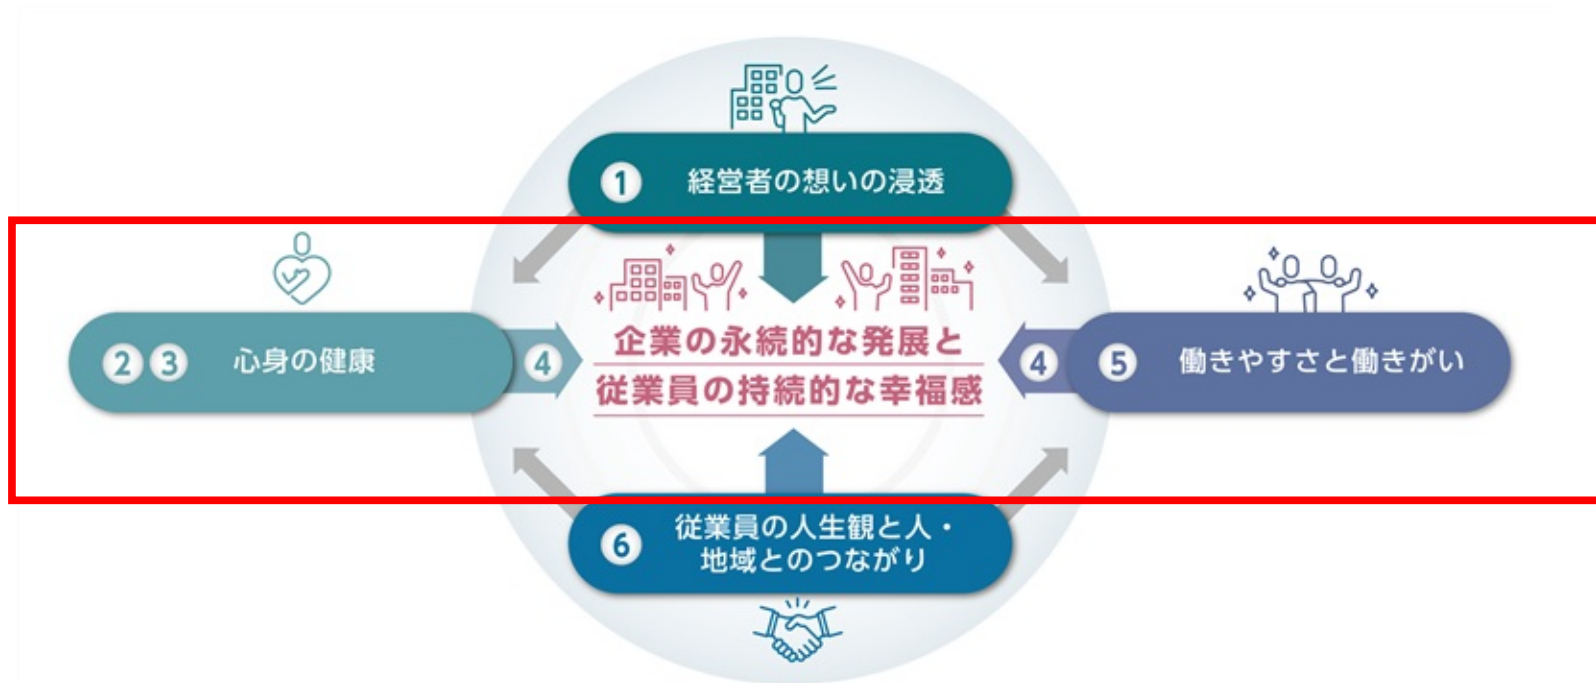 1 経営者の想いの浸透
2 3 心身の健康
4
企業の永続的な発展と
従業員の持続的な幸福感
4
5 働きやすさと働きがい
6 従業員の人生観と人・
地域とのつながり